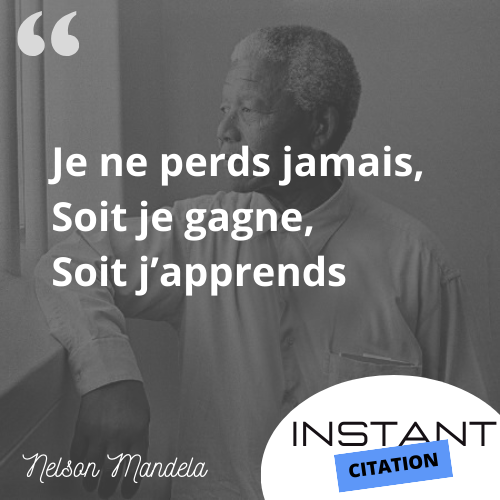 “
Je ne perds jamais,
Soit je gagne,
Soit j’apprends
Nelson Mandela
INSTANT
CITATION